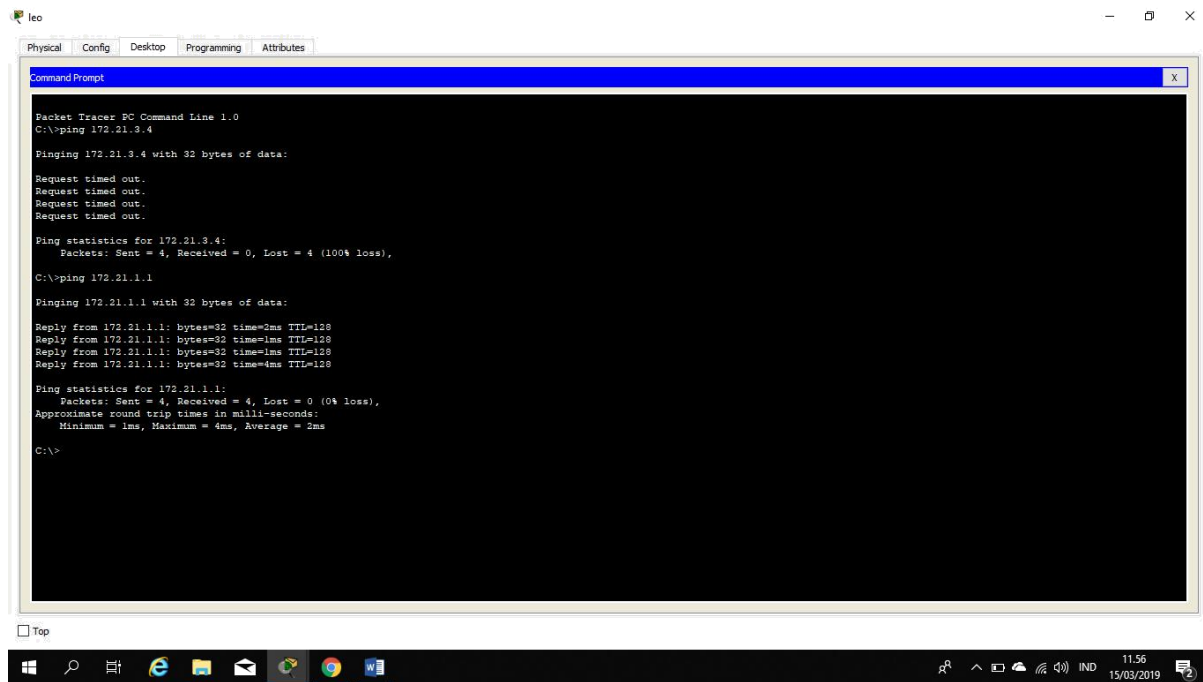 leo
Physical Config Desktop Programming Attributes
Command Prompt
X
Packet Tracer PC Command Line 1.0
C:\>ping 172.21.3.4
Pinging 172.21.3.4 with 32 bytes of data:
Request timed out.
Request timed out.
Request timed out.
Request timed out.
Ping statistics for 172.21.3.4:
Packets: Sent = 4, Received = 0, Lost = 4 (100% loss),
C:\>ping 172.21.1.1
Pinging 172.21.1.1 with 32 bytes of data:
Reply from 172.21.1.1: bytes=32 time=2ms TTL=128
Reply from 172.21.1.1: bytes=32 time=1ms TTL=128
Reply from 172.21.1.1: bytes=32 time=1ms TTL=128
Reply from 172.21.1.1: bytes=32 time=4ms TTL=128
Ping statistics for 172.21.1.1:
Packets: Sent = 4, Received = 4, Lost = 0 (0% loss),
Approximate round trip times in milli-seconds:
Minimum = 1ms, Maximum = 4ms, Average = 2ms
C:\>
Top
IND
11.56
15/03/2019
2